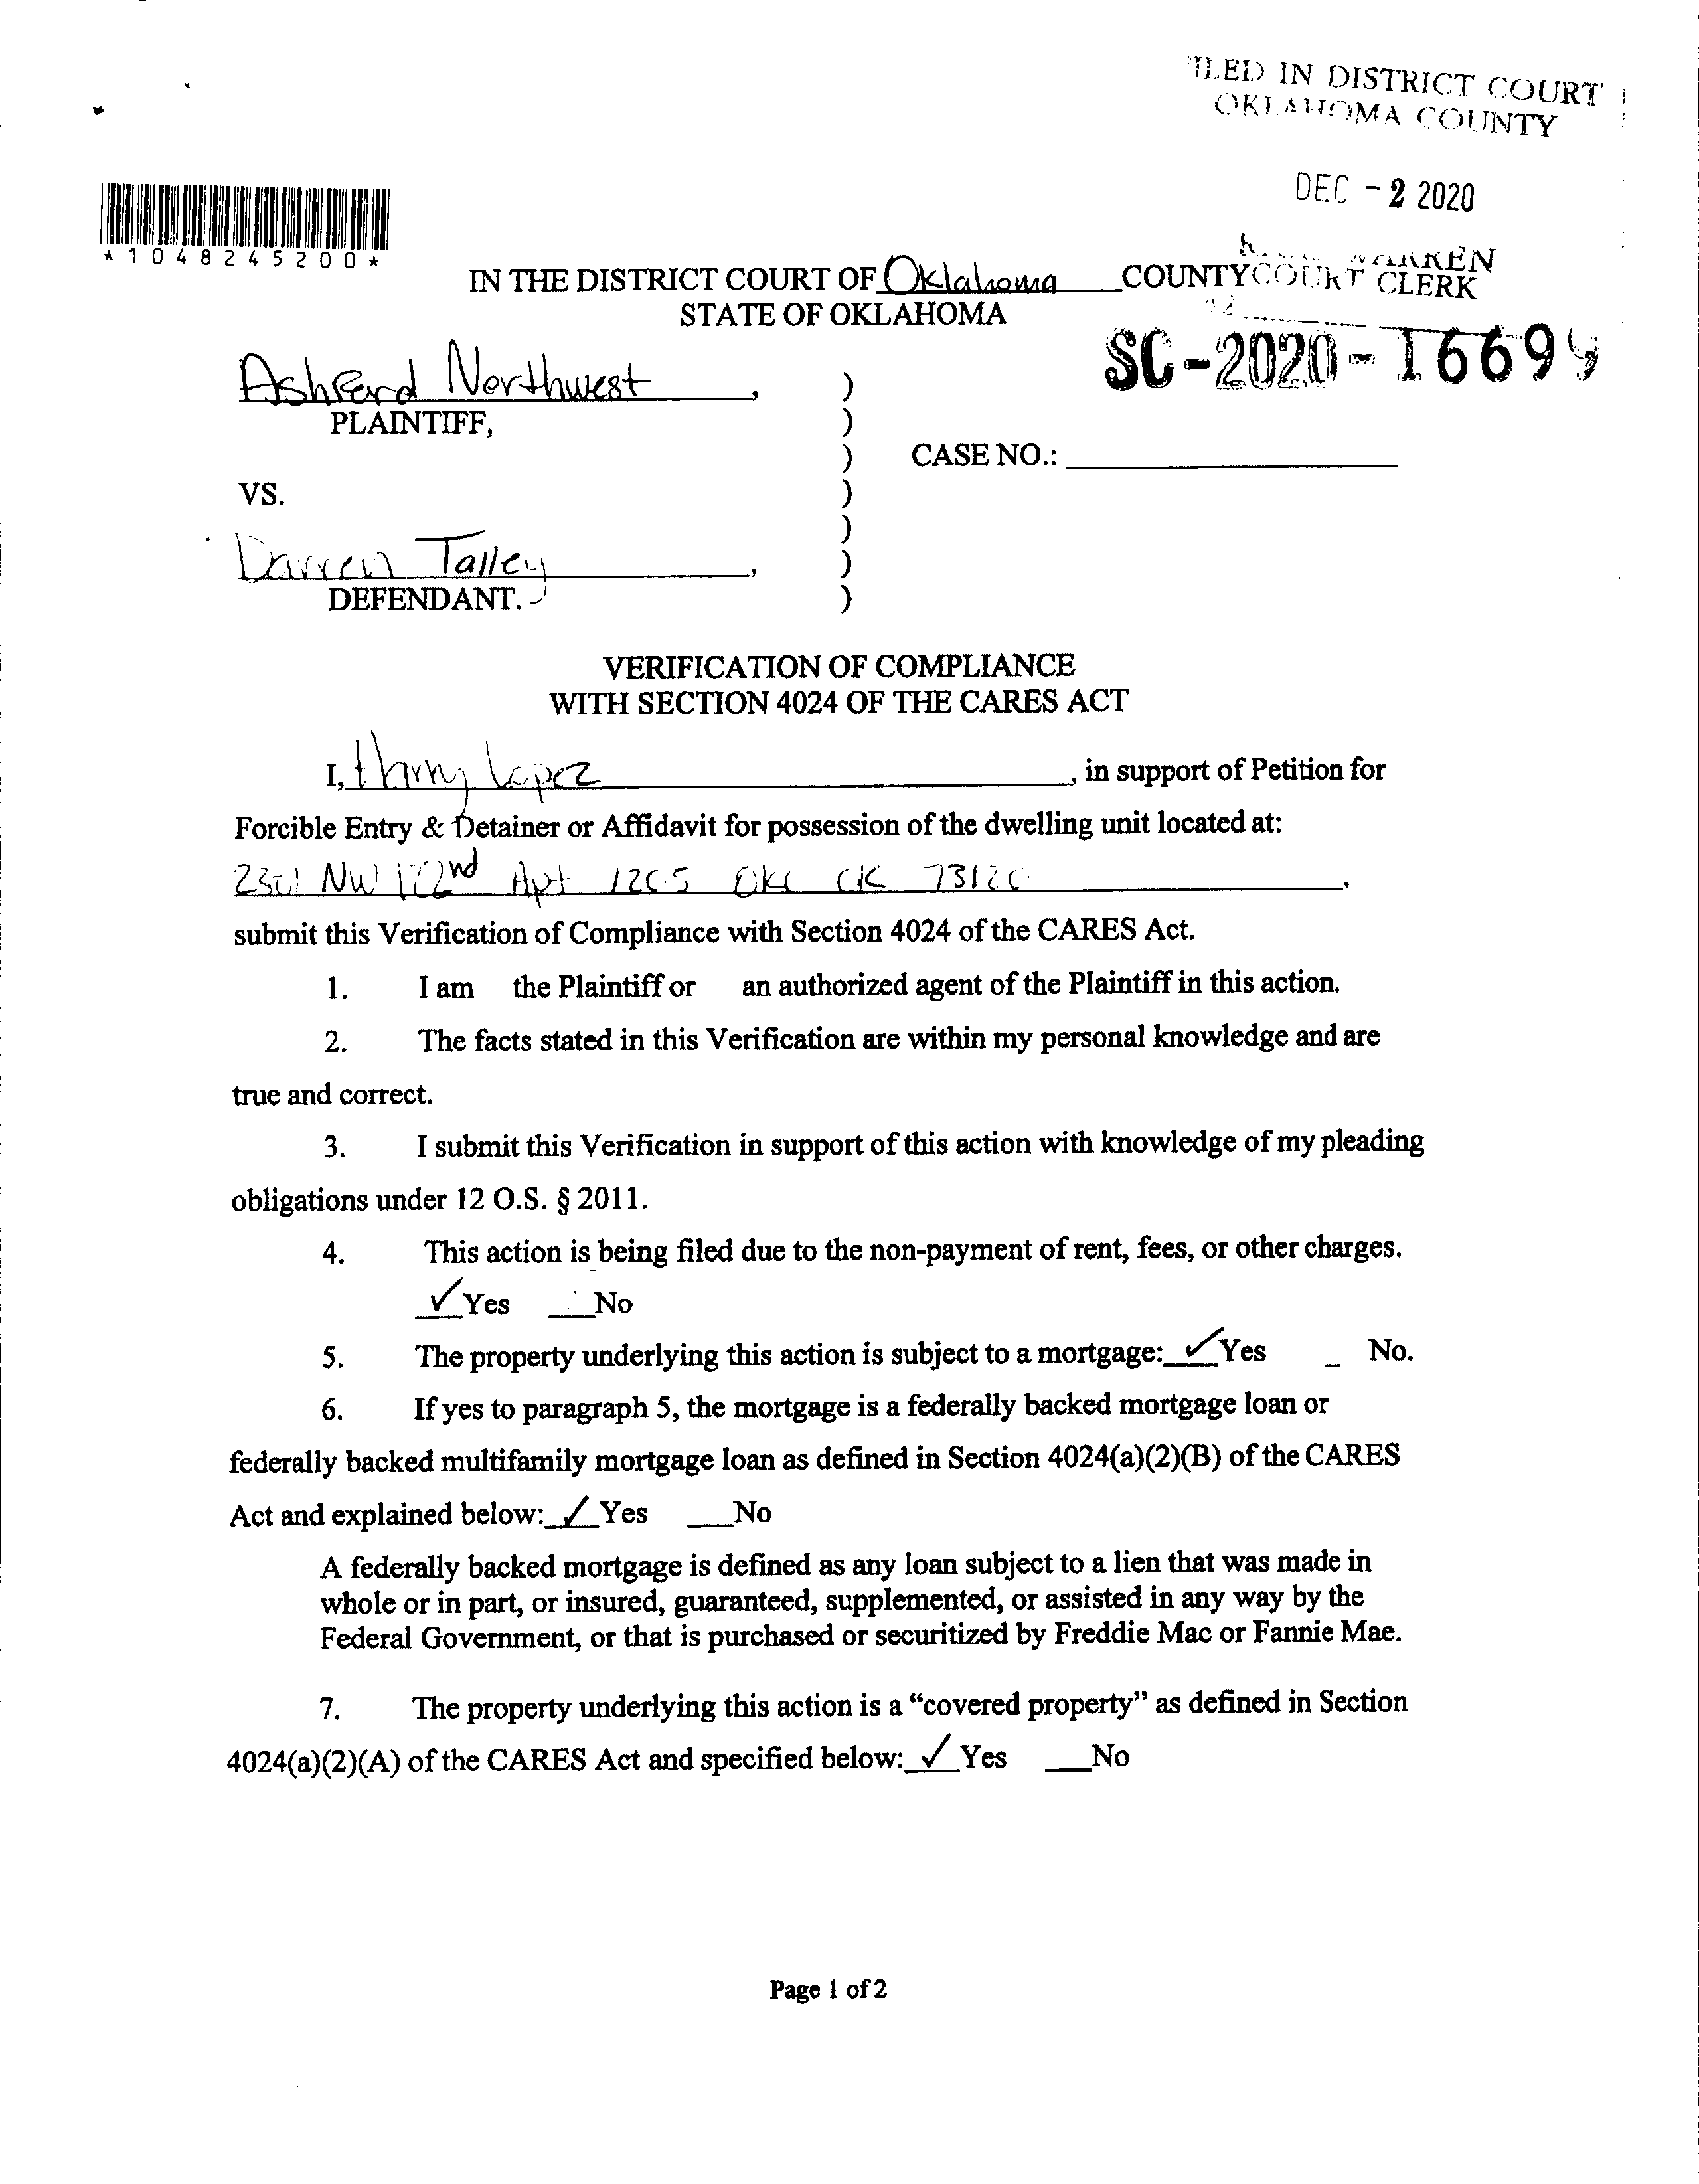 ILED IN DISTRICT COURT
OKLAHOMA COUNTY
DEC - 2 2020
WARREN
COURT CLERK
*1048245200*
IN THE DISTRICT COURT OF Oklahoma COUNTY
STATE OF OKLAHOMA
SC-2020-16699
Ashford Northwest ,
PLAINTIFF,
CASE NO.:
VS.
Darren Talley ,
DEFENDANT.
VERIFICATION OF COMPLIANCE
WITH SECTION 4024 OF THE CARES ACT
I, Harry Lopez , in support of Petition for
Forcible Entry & Detainer or Affidavit for possession of the dwelling unit located at:
2301 NW 122nd Apt 1205 OKC OK 73120 ,
submit this Verification of Compliance with Section 4024 of the CARES Act.
1. I am the Plaintiff or an authorized agent of the Plaintiff in this action.
2. The facts stated in this Verification are within my personal knowledge and are
true and correct.
3. I submit this Verification in support of this action with knowledge of my pleading
obligations under 12 O.S. § 2011.
4. This action is being filed due to the non-payment of rent, fees, or other charges.
✓ Yes __No
5. The property underlying this action is subject to a mortgage: ✓ Yes _ No.
6. If yes to paragraph 5, the mortgage is a federally backed mortgage loan or
federally backed multifamily mortgage loan as defined in Section 4024(a)(2)(B) of the CARES
Act and explained below: ✓ Yes __No
A federally backed mortgage is defined as any loan subject to a lien that was made in
whole or in part, or insured, guaranteed, supplemented, or assisted in any way by the
Federal Government, or that is purchased or securitized by Freddie Mac or Fannie Mae.
7. The property underlying this action is a “covered property” as defined in Section
4024(a)(2)(A) of the CARES Act and specified below: ✓ Yes __No
Page 1 of 2